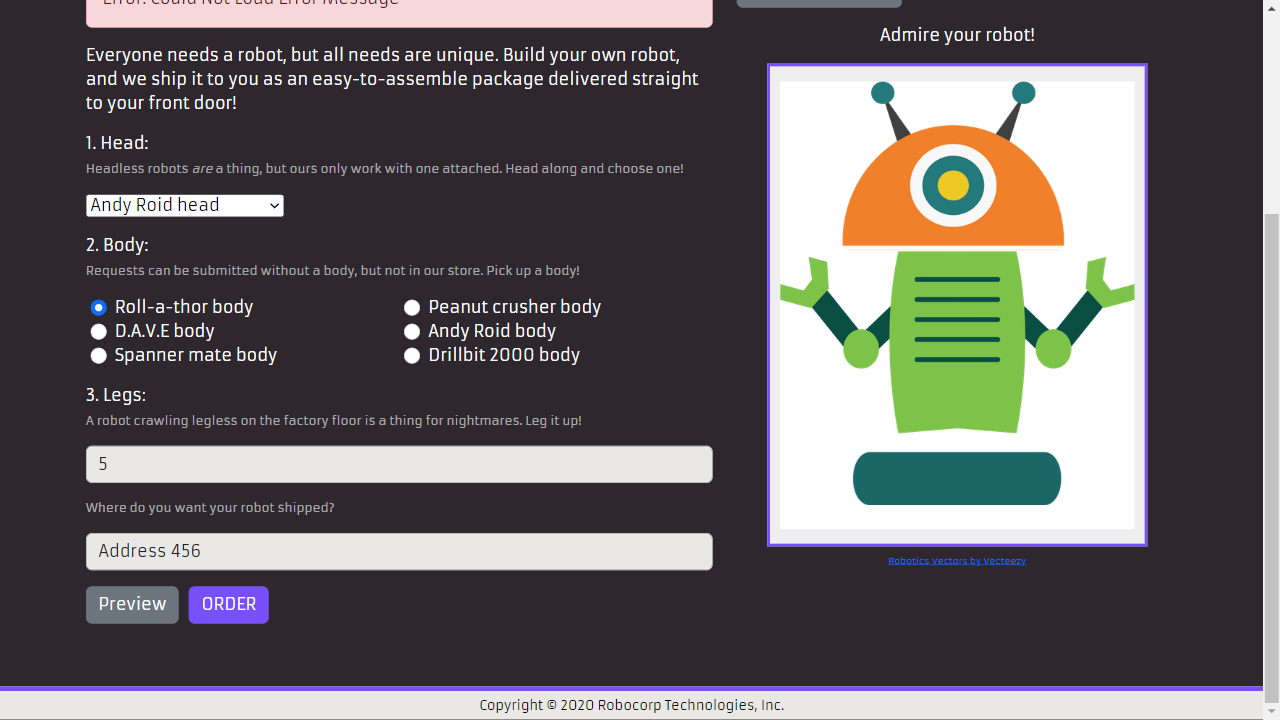 Error: Could Not Load Error Message
Everyone needs a robot, but all needs are unique. Build your own robot,
and we ship it to you as an easy-to-assemble package delivered straight
to your front door!
1. Head:
Headless robots are a thing, but ours only work with one attached. Head along and choose one!
Andy Roid head
2. Body:
Requests can be submitted without a body, but not in our store. Pick up a body!
Roll-a-thor body
Peanut crusher body
D.A.V.E body
Andy Roid body
Spanner mate body
Drillbit 2000 body
3. Legs:
A robot crawling legless on the factory floor is a thing for nightmares. Leg it up!
5
Where do you want your robot shipped?
Address 456
Preview
ORDER
Admire your robot!
Robotics Vectors by Vecteezy
Copyright © 2020 Robocorp Technologies, Inc.